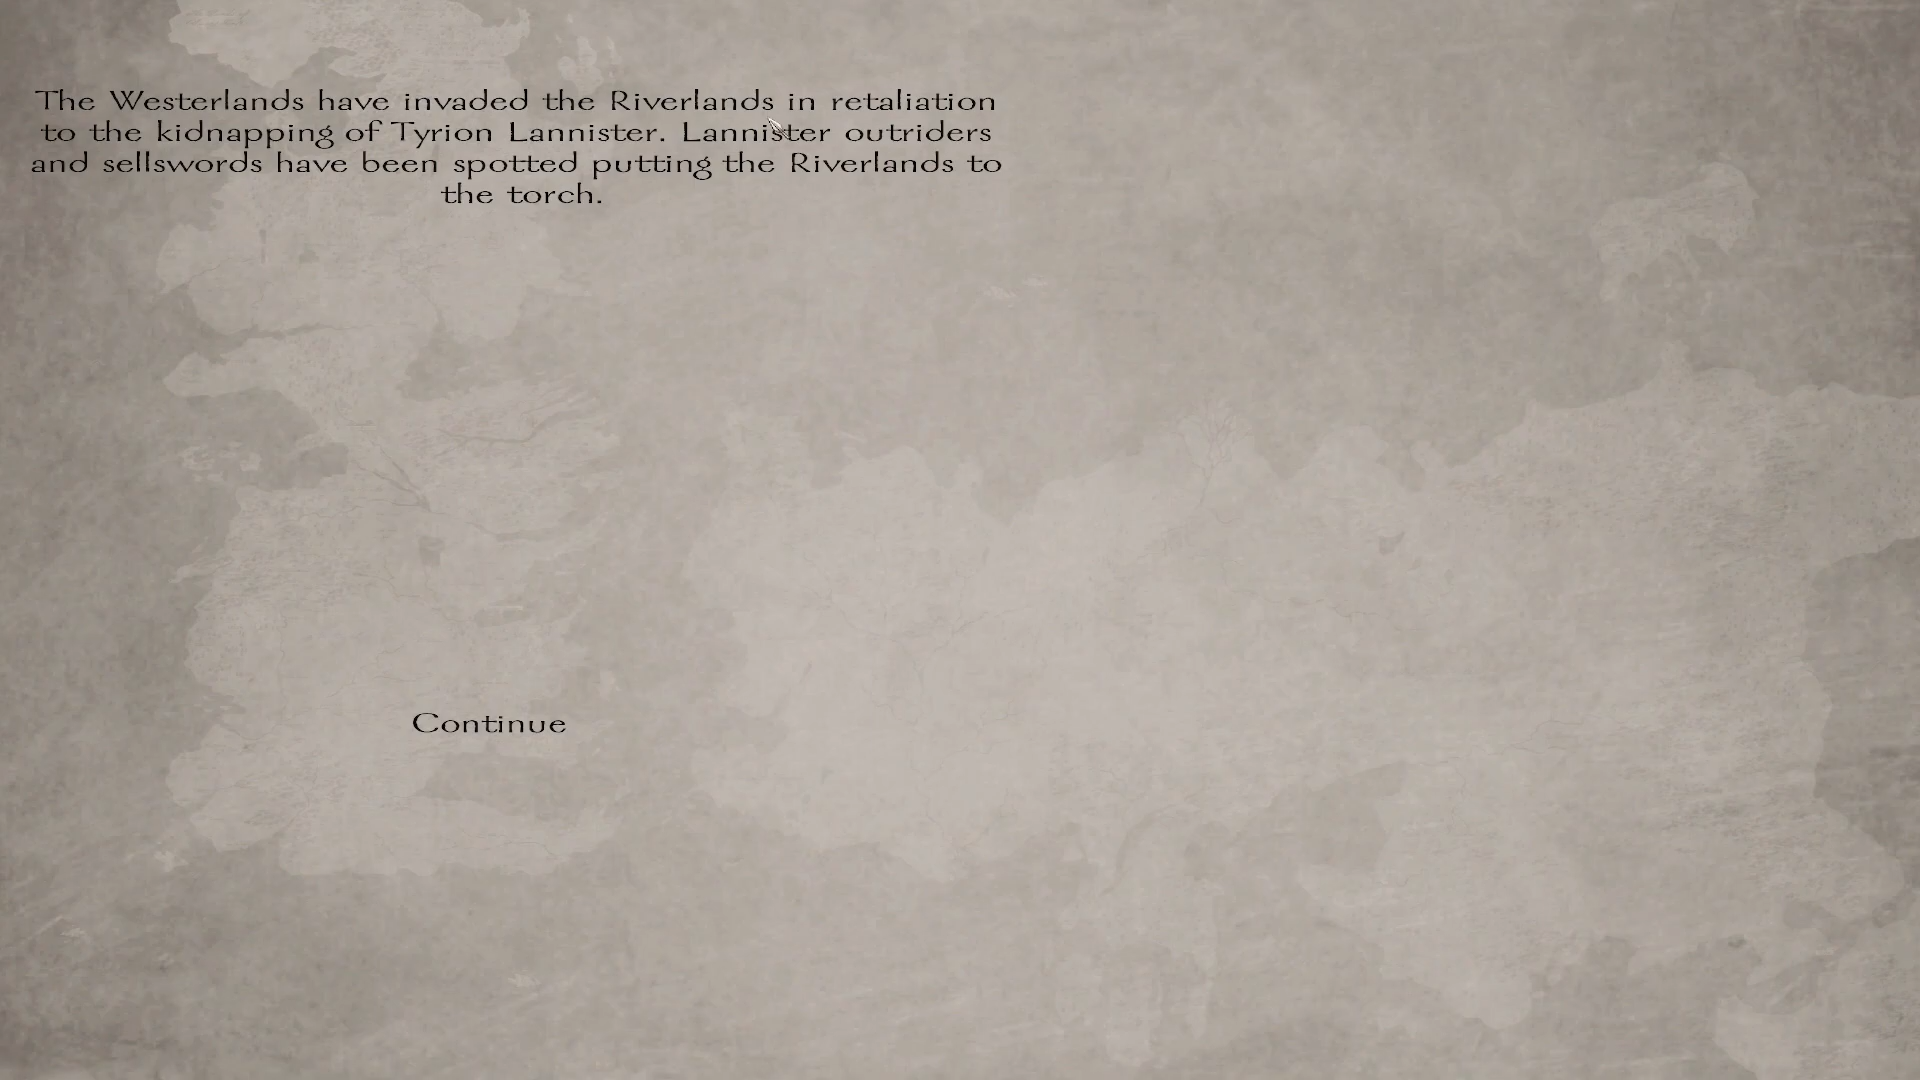 The Westerlands have invaded the Riverlands in retaliation
to the kidnapping of Tyrion Lannister. Lannister outriders
and sellswords have been spotted putting the Riverlands to
the torch.
Continue